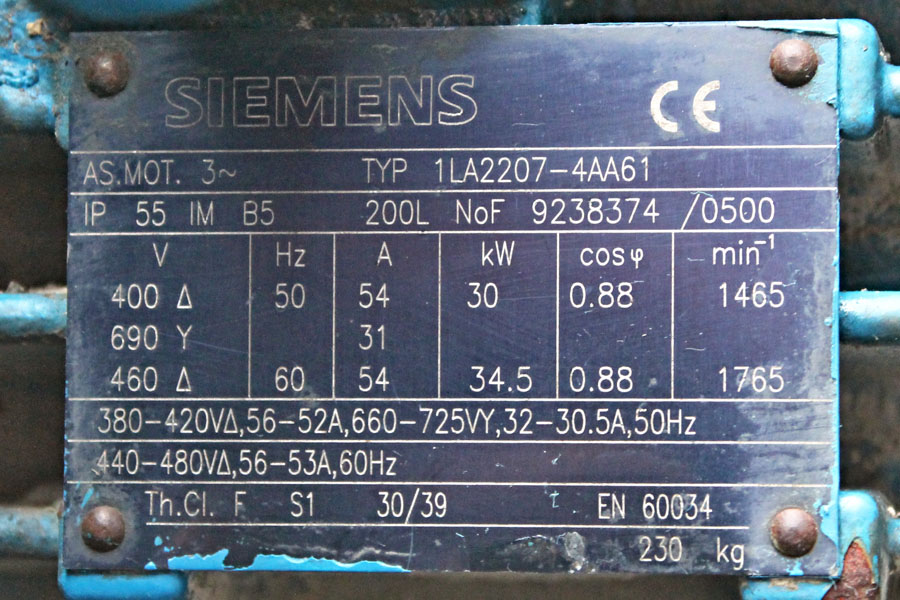 SIEMENS CE
AS.MOT. 3~ TYP 1LA2207-4AA61
IP 55 IM B5 200L NoF 9238374 /0500
V Hz A kW cosφ min⁻¹
400 Δ 50 54 30 0.88 1465
690 Y 31
460 Δ 60 54 34.5 0.88 1765
380-420VΔ,56-52A,660-725VY,32-30.5A,50Hz
440-480VΔ,56-53A,60Hz
Th.Cl. F S1 30/39 t EN 60034
230 kg